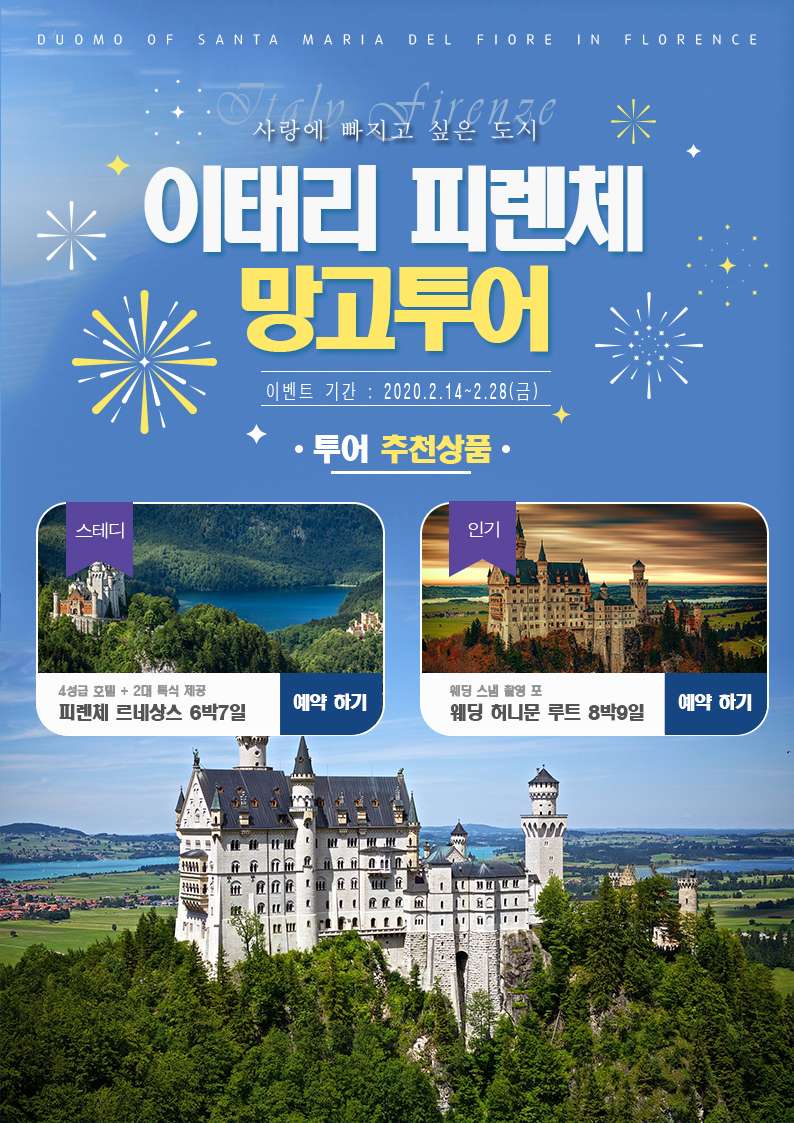 DUOMO OF SANTA MARIA DEL FIORE IN FLORENCE
Italy Firenze
사랑에 빠지고 싶은 도시
이태리 피렌체
망고투어
이벤트 기간 : 2020.2.14~2.28(금)
• 투어 추천상품 •
스테디
4성급 호텔 + 2대 특식 제공
피렌체 르네상스 6박7일
예약 하기
인기
웨딩 스냅 촬영 포
웨딩 허니문 루트 8박9일
예약 하기